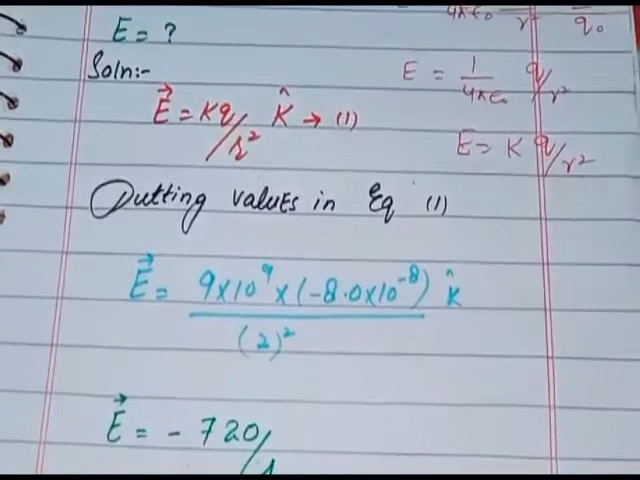 E = ?
Soln:-
E = 1/4πε₀ q/r²
E⃗ = Kq/r² K̂ → (1)
E = K q/r²
Putting values in Eq (1)
E⃗ = 9×10⁹×(-8.0×10⁻⁸)/(2)² K̂
E⃗ = - 720/